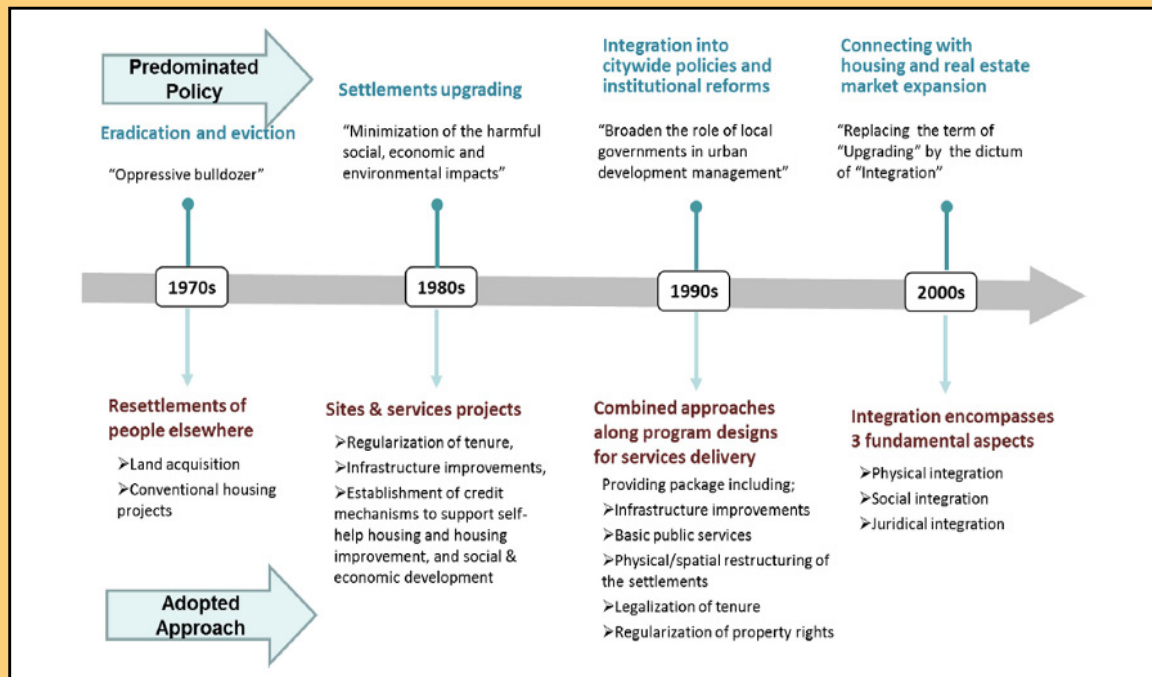 Predominated
Policy
Eradication and eviction
“Oppressive bulldozer”
Settlements upgrading
“Minimization of the harmful
social, economic and
environmental impacts”
Integration into
citywide policies and
institutional reforms
“Broaden the role of local
governments in urban
development management”
Connecting with
housing and real estate
market expansion
“Replacing the term of
“Upgrading” by the dictum
of “Integration”
1970s
1980s
1990s
2000s
Resettlements of
people elsewhere
➢Land acquisition
➢Conventional housing
projects
Sites & services projects
➢Regularization of tenure,
➢Infrastructure improvements,
➢Establishment of credit
mechanisms to support self-
help housing and housing
improvement, and social &
economic development
Combined approaches
along program designs
for services delivery
Providing package including;
➢Infrastructure improvements
➢Basic public services
➢Physical/spatial restructuring of
the settlements
➢Legalization of tenure
➢Regularization of property rights
Integration encompasses
3 fundamental aspects
➢Physical integration
➢Social integration
➢Juridical integration
Adopted
Approach